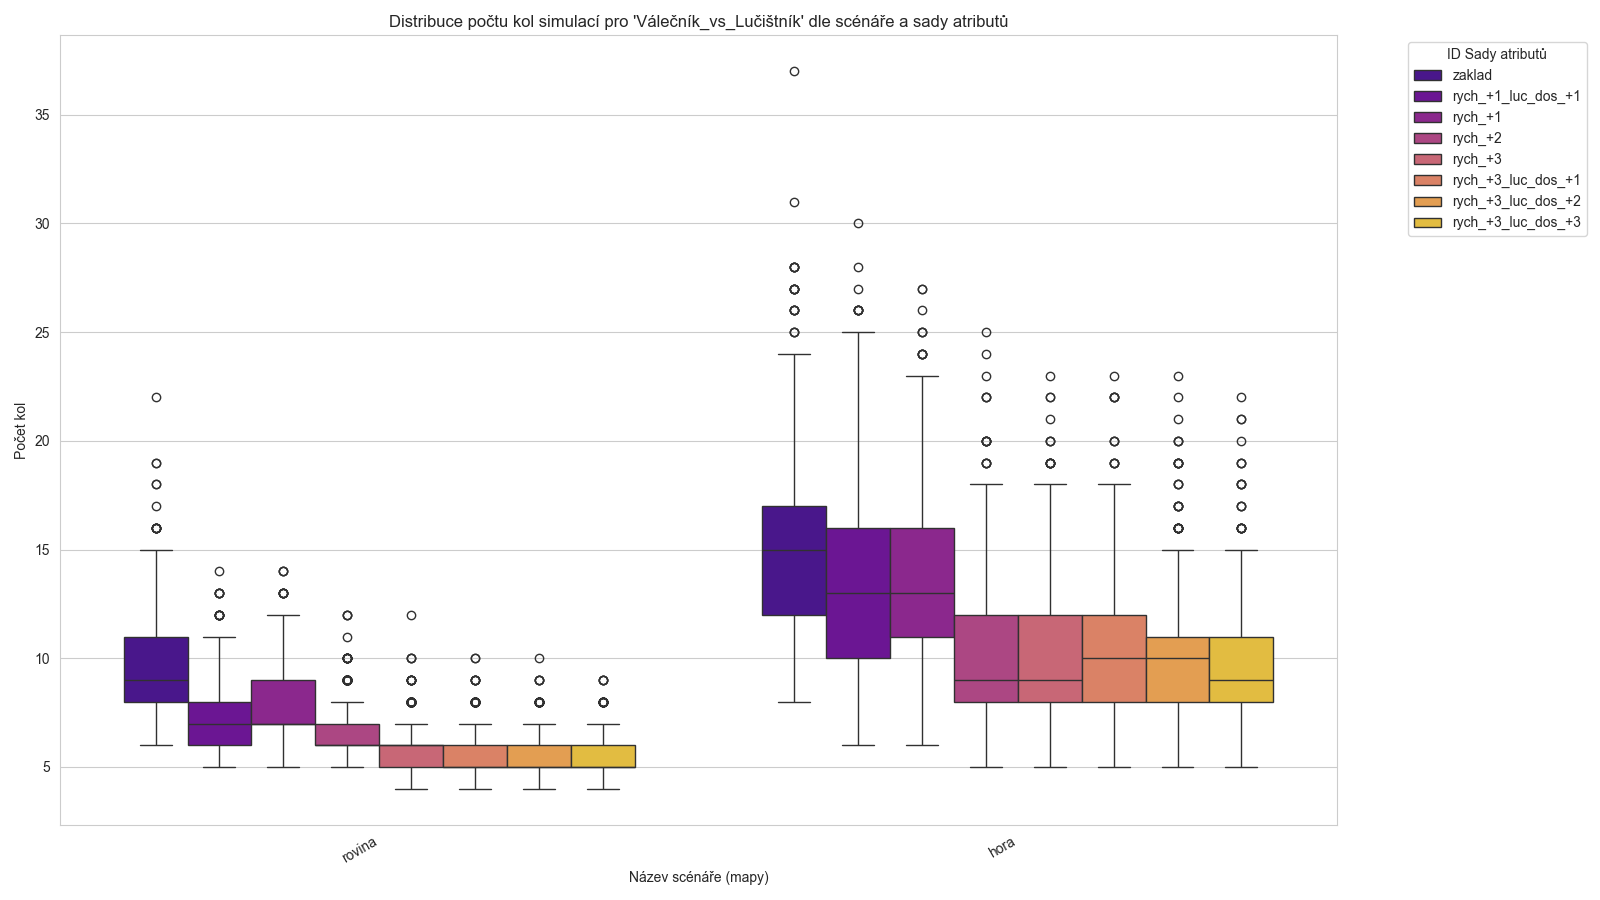 Distribuce počtu kol simulací pro 'Válečník_vs_Lučištník' dle scénáře a sady atributů
ID Sady atributů
zaklad
rych_+1_luc_dos_+1
rych_+1
rych_+2
rych_+3
rych_+3_luc_dos_+1
rych_+3_luc_dos_+2
rych_+3_luc_dos_+3
Počet kol
35
30
25
20
15
10
5
rovina
hora
Název scénáře (mapy)